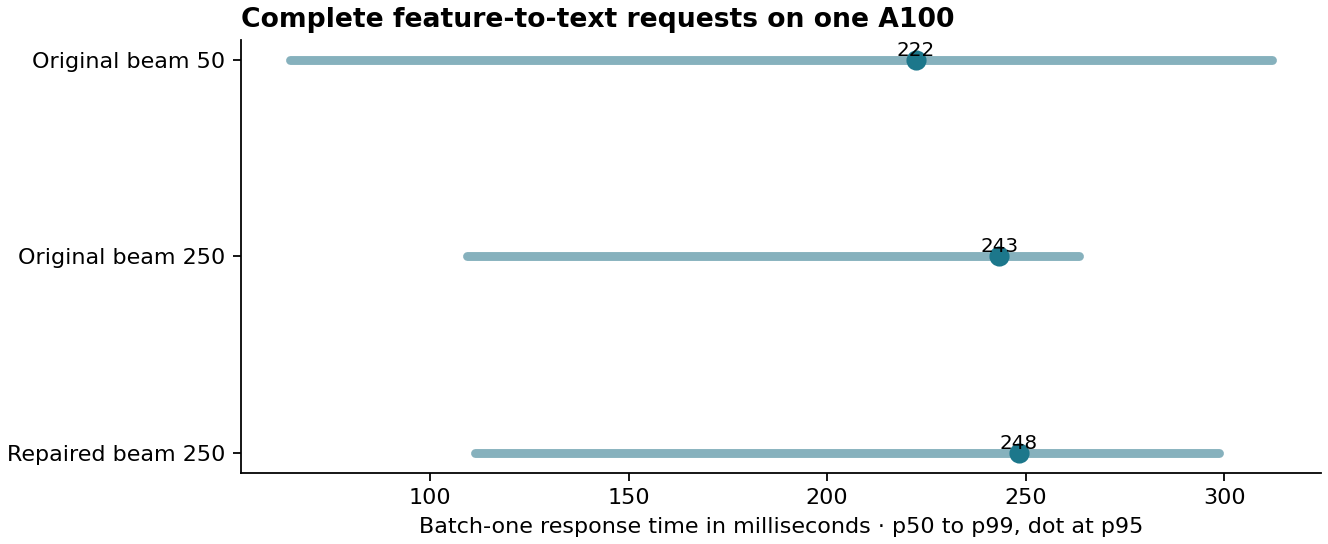 Complete feature-to-text requests on one A100
Original beam 50
222
Original beam 250
243
Repaired beam 250
248
100 150 200 250 300
Batch-one response time in milliseconds · p50 to p99, dot at p95